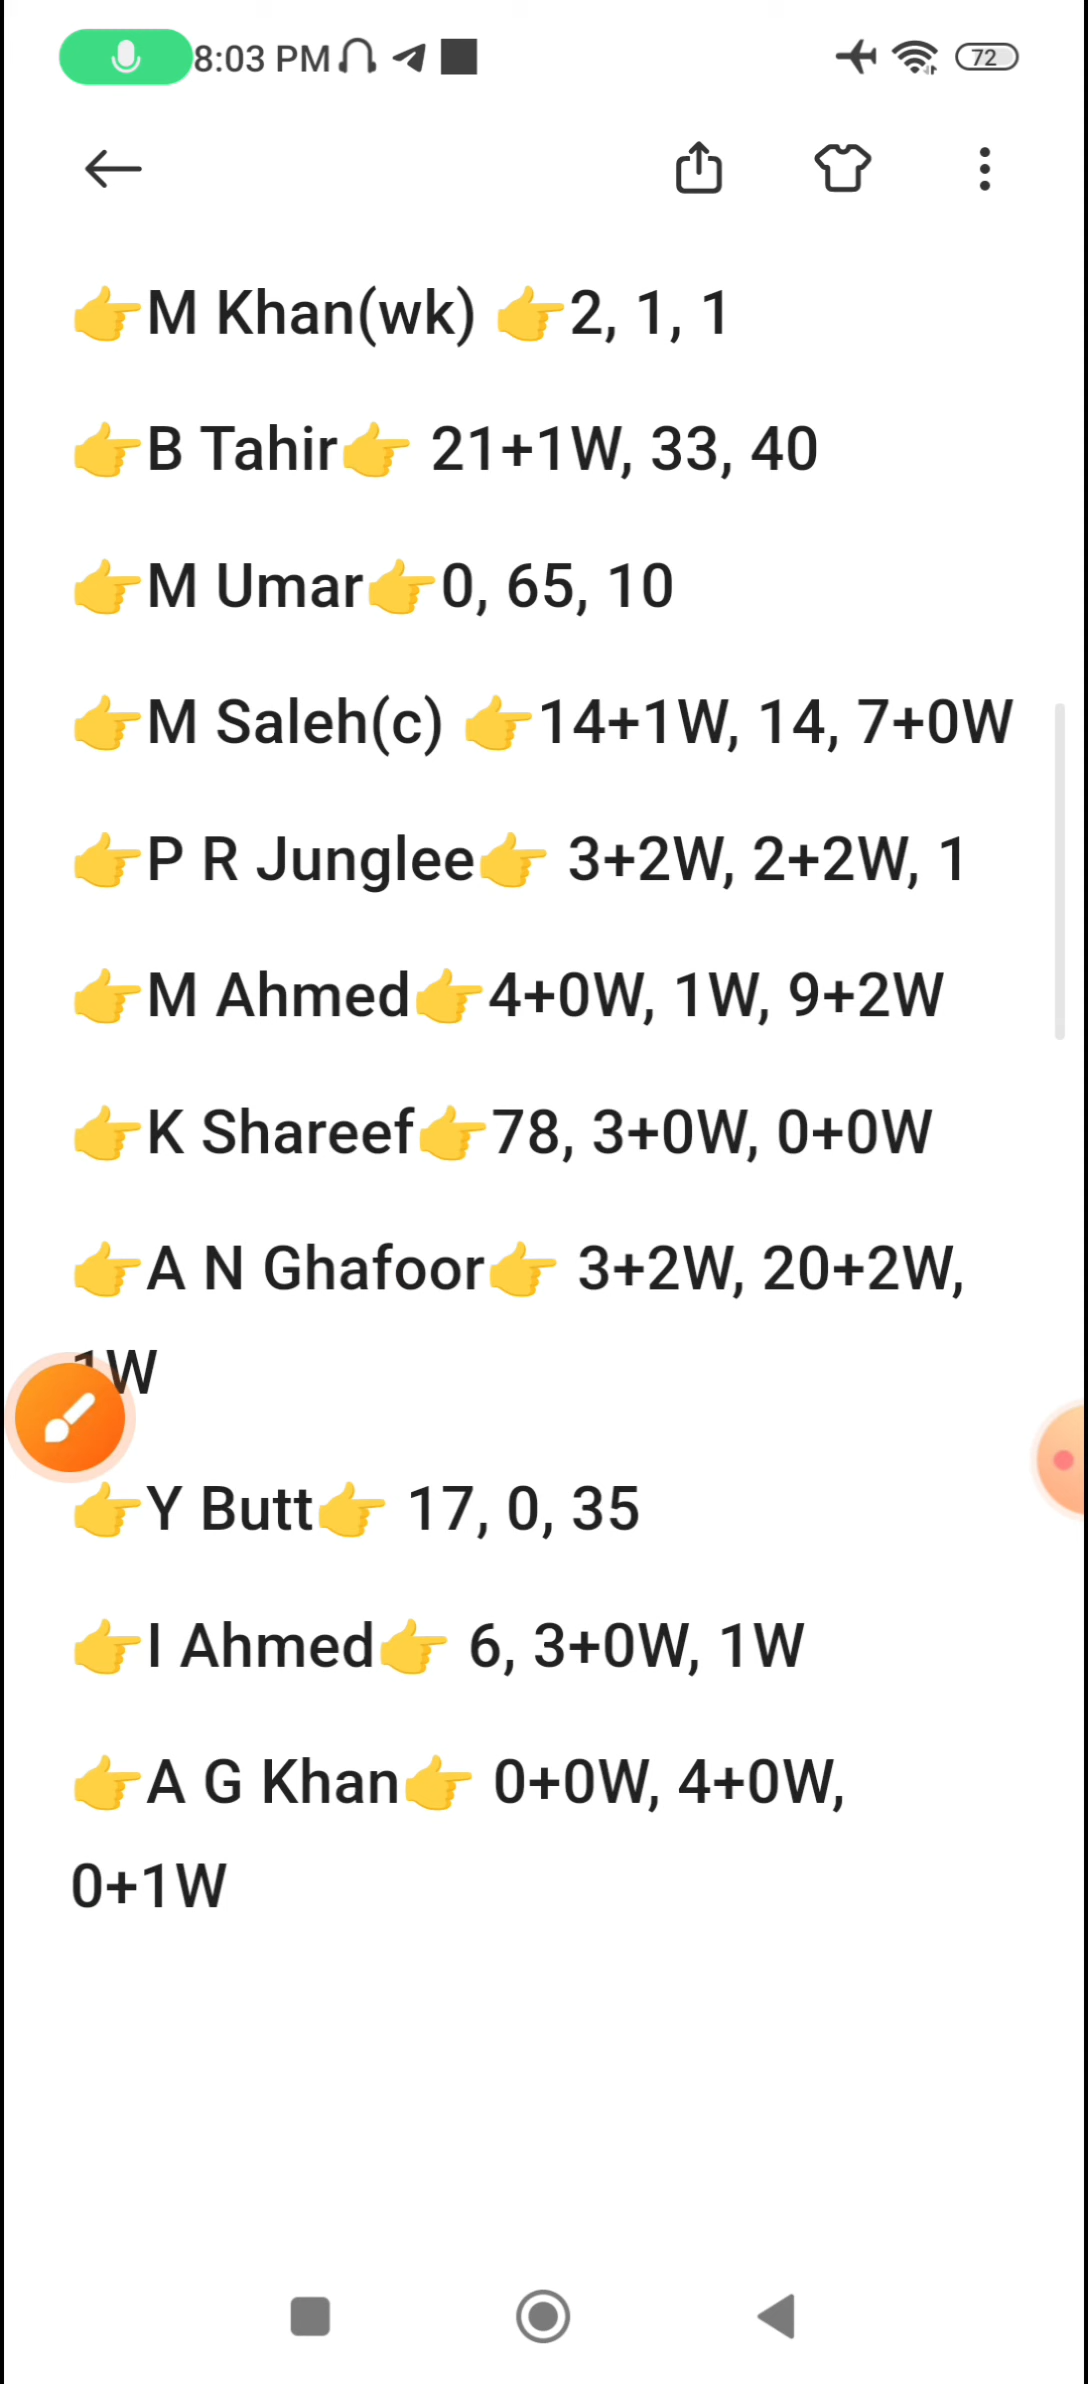 8:03 PM 72
👉M Khan(wk) 👉2, 1, 1
👉B Tahir👉 21+1W, 33, 40
👉M Umar👉0, 65, 10
👉M Saleh(c) 👉14+1W, 14, 7+0W
👉P R Junglee👉 3+2W, 2+2W, 1
👉M Ahmed👉4+0W, 1W, 9+2W
👉K Shareef👉78, 3+0W, 0+0W
👉A N Ghafoor👉 3+2W, 20+2W,
1W
👉Y Butt👉 17, 0, 35
👉I Ahmed👉 6, 3+0W, 1W
👉A G Khan👉 0+0W, 4+0W,
0+1W